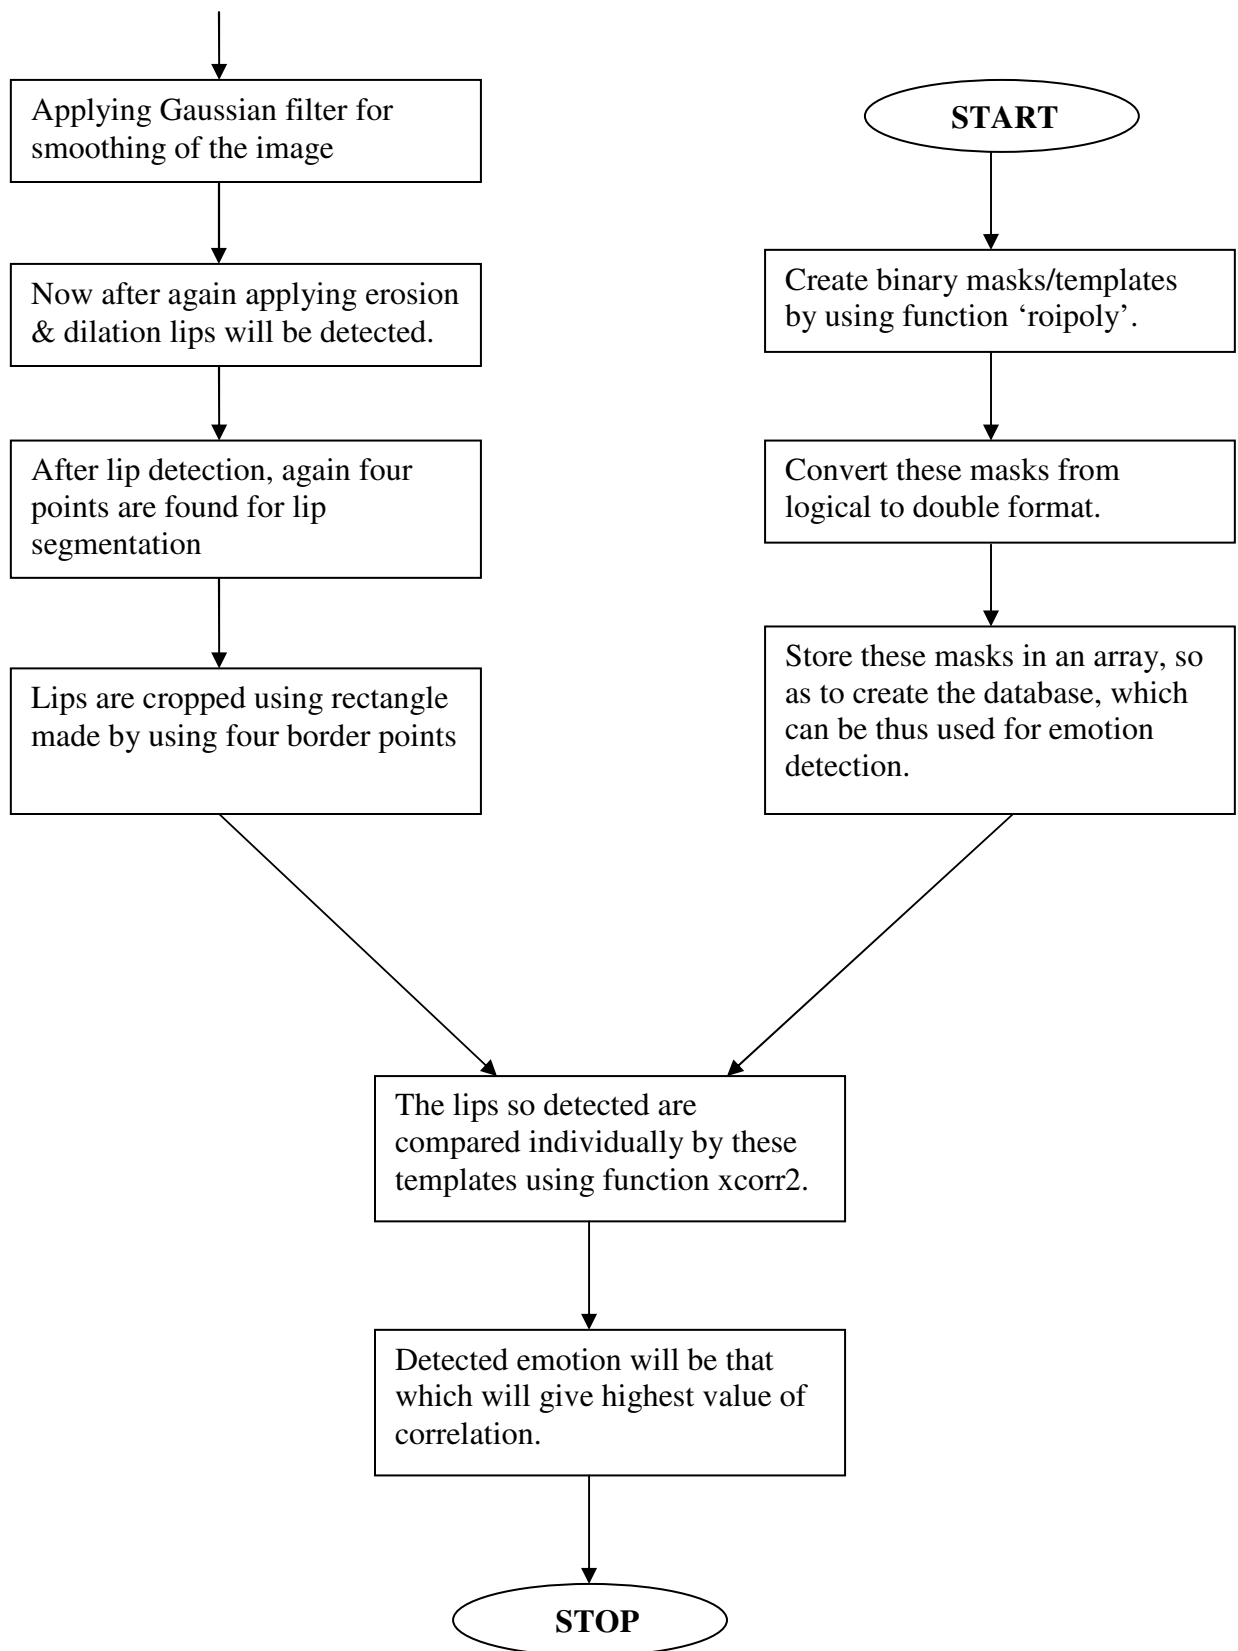 Applying Gaussian filter for
smoothing of the image
Now after again applying erosion
& dilation lips will be detected.
After lip detection, again four
points are found for lip
segmentation
Lips are cropped using rectangle
made by using four border points
START
Create binary masks/templates
by using function ‘roipoly’.
Convert these masks from
logical to double format.
Store these masks in an array, so
as to create the database, which
can be thus used for emotion
detection.
The lips so detected are
compared individually by these
templates using function xcorr2.
Detected emotion will be that
which will give highest value of
correlation.
STOP